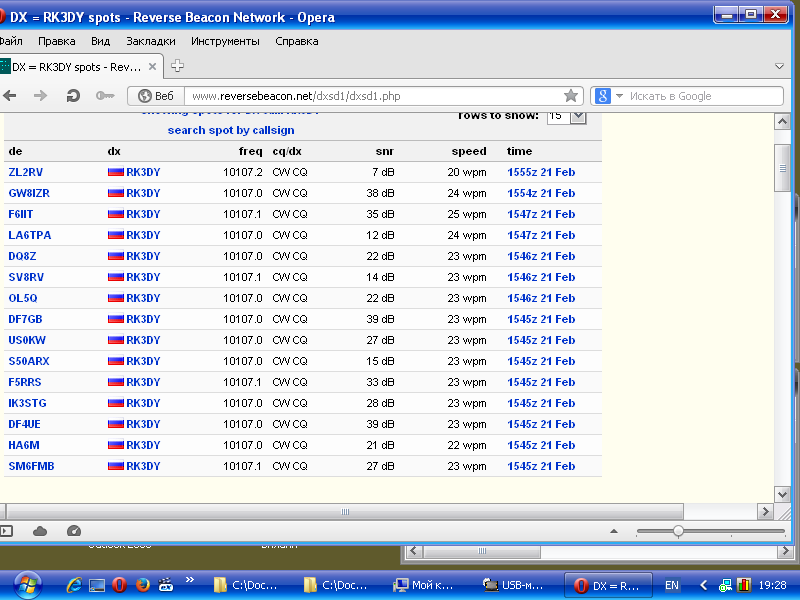 DX = RK3DY spots - Reverse Beacon Network - Opera
Файл Правка Вид Закладки Инструменты Справка
DX = RK3DY spots - Rev...
Веб www.reversebeacon.net/dxsd1/dxsd1.php Искать в Google
rows to show: 15
search spot by callsign
de dx freq cq/dx snr speed time
ZL2RV RK3DY 10107.2 CW CQ 7 dB 20 wpm 1555z 21 Feb
GW8IZR RK3DY 10107.0 CW CQ 38 dB 24 wpm 1554z 21 Feb
F6IIT RK3DY 10107.1 CW CQ 35 dB 25 wpm 1547z 21 Feb
LA6TPA RK3DY 10107.0 CW CQ 12 dB 24 wpm 1547z 21 Feb
DQ8Z RK3DY 10107.0 CW CQ 22 dB 23 wpm 1546z 21 Feb
SV8RV RK3DY 10107.1 CW CQ 14 dB 23 wpm 1546z 21 Feb
OL5Q RK3DY 10107.0 CW CQ 22 dB 23 wpm 1546z 21 Feb
DF7GB RK3DY 10107.0 CW CQ 39 dB 23 wpm 1545z 21 Feb
US0KW RK3DY 10107.0 CW CQ 27 dB 23 wpm 1545z 21 Feb
S50ARX RK3DY 10107.0 CW CQ 15 dB 23 wpm 1545z 21 Feb
F5RRS RK3DY 10107.1 CW CQ 33 dB 23 wpm 1545z 21 Feb
IK3STG RK3DY 10107.0 CW CQ 28 dB 23 wpm 1545z 21 Feb
DF4UE RK3DY 10107.0 CW CQ 39 dB 23 wpm 1545z 21 Feb
HA6M RK3DY 10107.0 CW CQ 21 dB 22 wpm 1545z 21 Feb
SM6FMB RK3DY 10107.1 CW CQ 27 dB 23 wpm 1545z 21 Feb
C:\Doc... C:\Doc... Мой к... USB-м... DX = R... EN 19:28